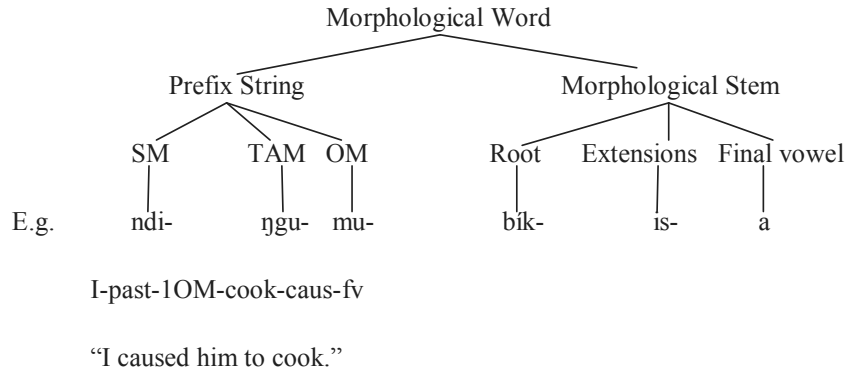 Morphological Word
Prefix String Morphological Stem
SM TAM OM Root Extensions Final vowel
E.g. ndi- ŋgu- mu- bík- is- a
I-past-1OM-cook-caus-fv
“I caused him to cook.”